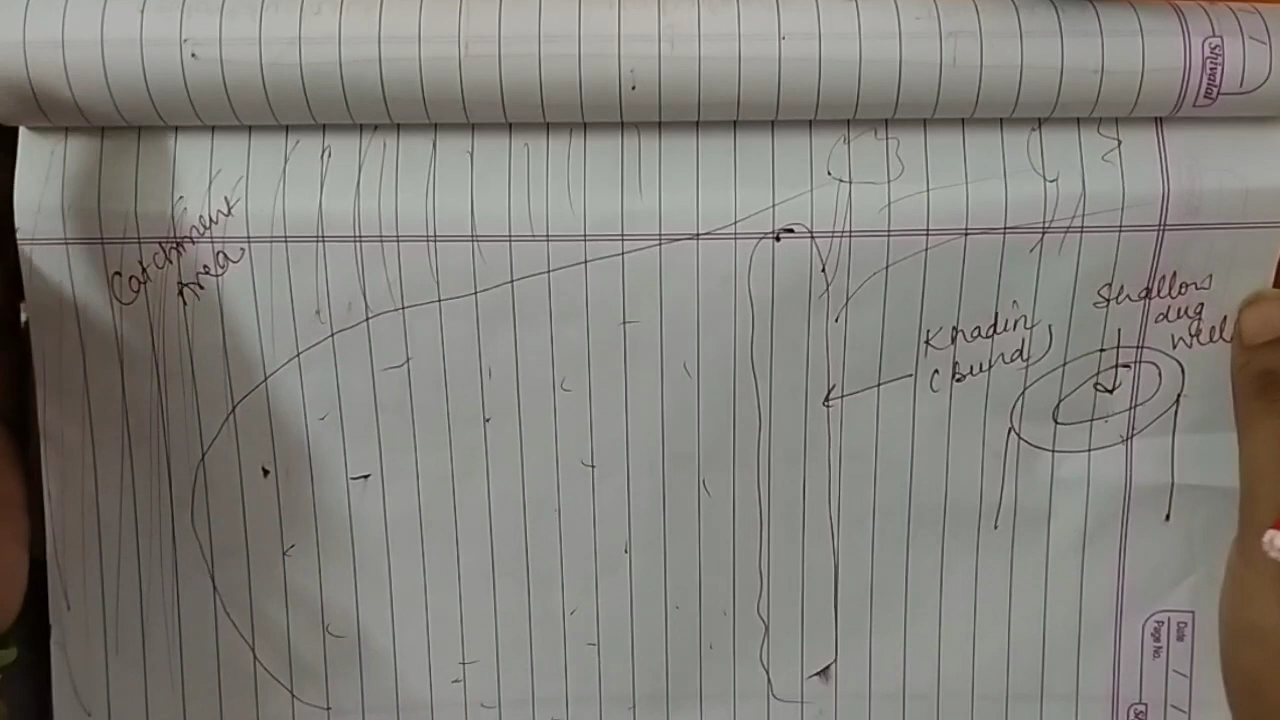 Shivalal
Catchment
Area
Khadin
(Bund)
Shallow
dug
well
Date
Page No.